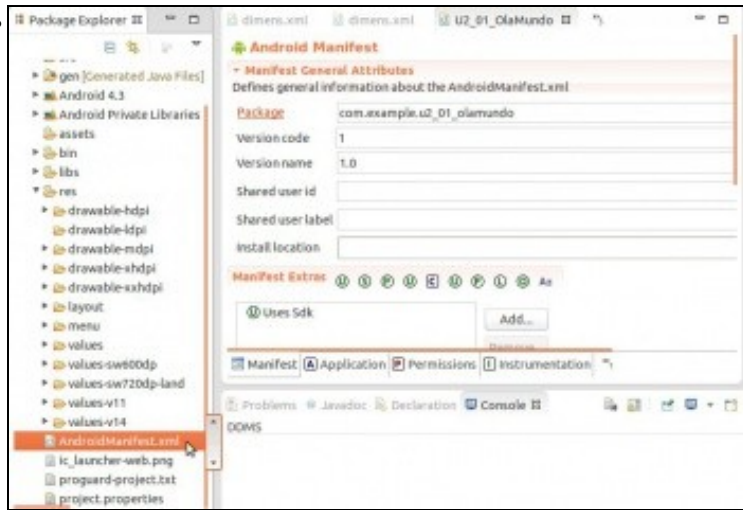 Package Explorer
gen [Generated Java Files]
Android 4.3
Android Private Libraries
assets
bin
libs
res
drawable-hdpi
drawable-ldpi
drawable-mdpi
drawable-xhdpi
drawable-xxhdpi
layout
menu
values
values-sw600dp
values-sw720dp-land
values-v11
values-v14
AndroidManifest.xml
ic_launcher-web.png
proguard-project.txt
project.properties
dimens.xml dimens.xml U2_01_OlaMundo
Android Manifest
Manifest General Attributes
Defines general information about the AndroidManifest.xml
Package com.example.u2_01_olamundo
Version code 1
Version name 1.0
Shared user id
Shared user label
Install location
Manifest Extras U S P U C U P L Az
U Uses Sdk
Add...
Manifest A Application P Permissions I Instrumentation
Problems Javadoc Declaration Console
DDMS